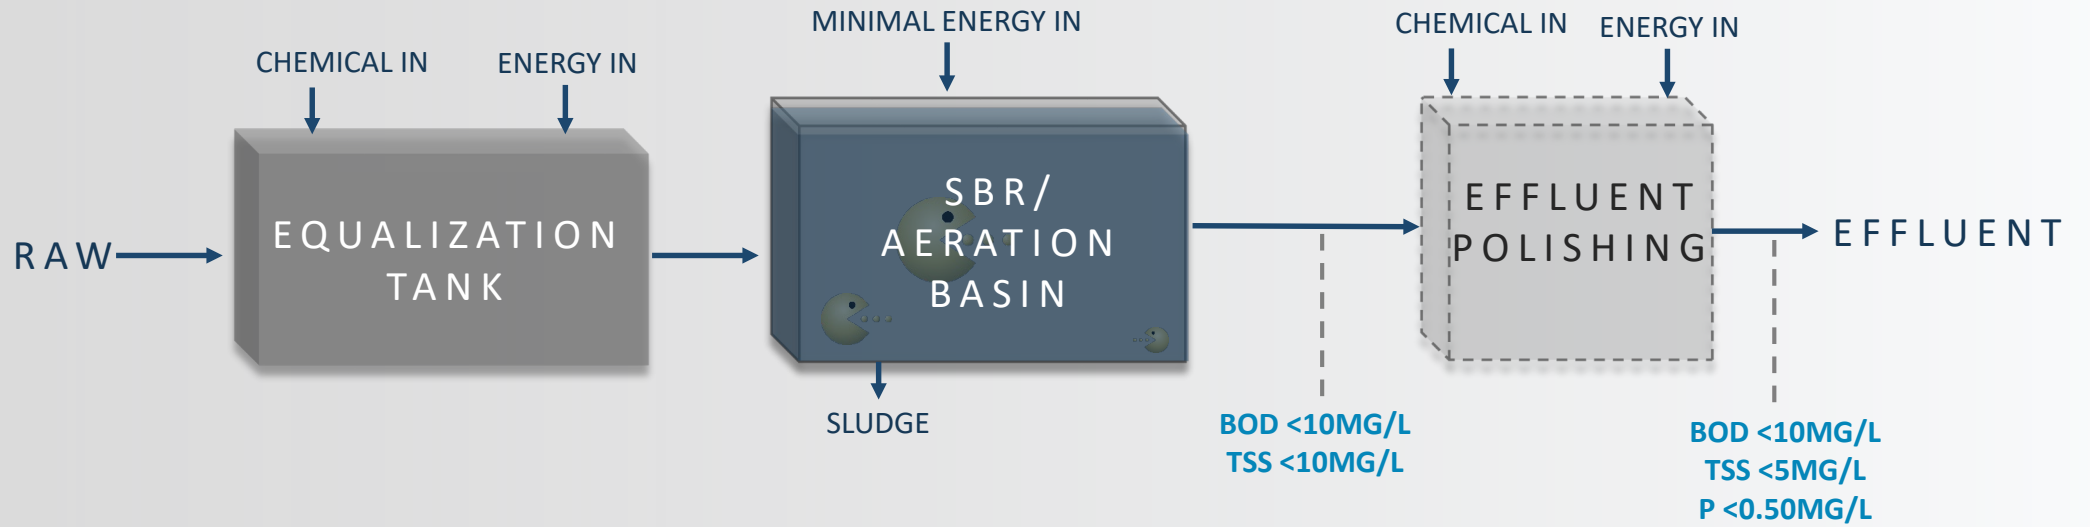 MINIMAL ENERGY IN
CHEMICAL IN
ENERGY IN
CHEMICAL IN
ENERGY IN
RAW
EQUALIZATION
TANK
SBR/
AERATION
BASIN
EFFLUENT
POLISHING
EFFLUENT
SLUDGE
BOD <10MG/L
TSS <10MG/L
BOD <10MG/L
TSS <5MG/L
P <0.50MG/L